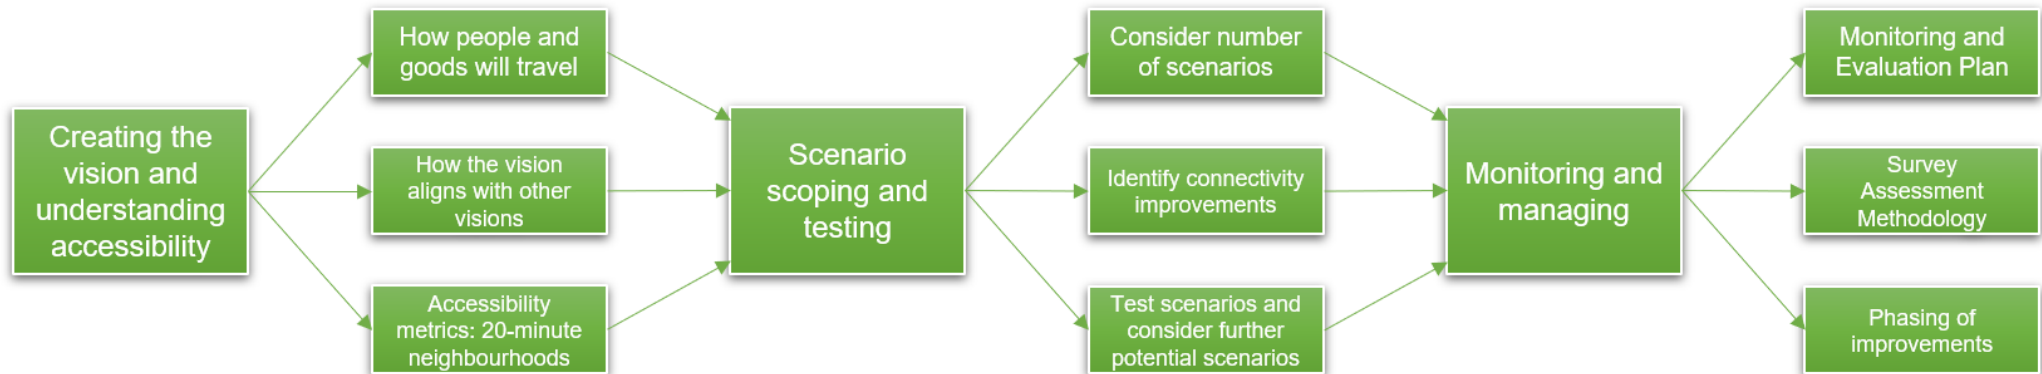 Creating the
vision and
understanding
accessibility
How people and
goods will travel
How the vision
aligns with other
visions
Accessibility
metrics: 20-minute
neighbourhoods
Scenario
scoping and
testing
Consider number
of scenarios
Identify connectivity
improvements
Test scenarios and
consider further
potential scenarios
Monitoring and
managing
Monitoring and
Evaluation Plan
Survey
Assessment
Methodology
Phasing of
improvements